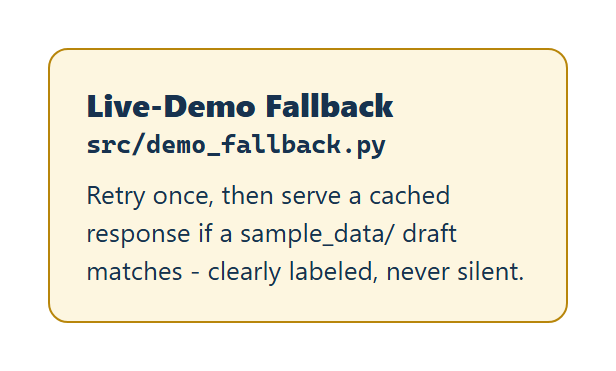 Live-Demo Fallback
src/demo_fallback.py
Retry once, then serve a cached
response if a sample_data/ draft
matches - clearly labeled, never silent.